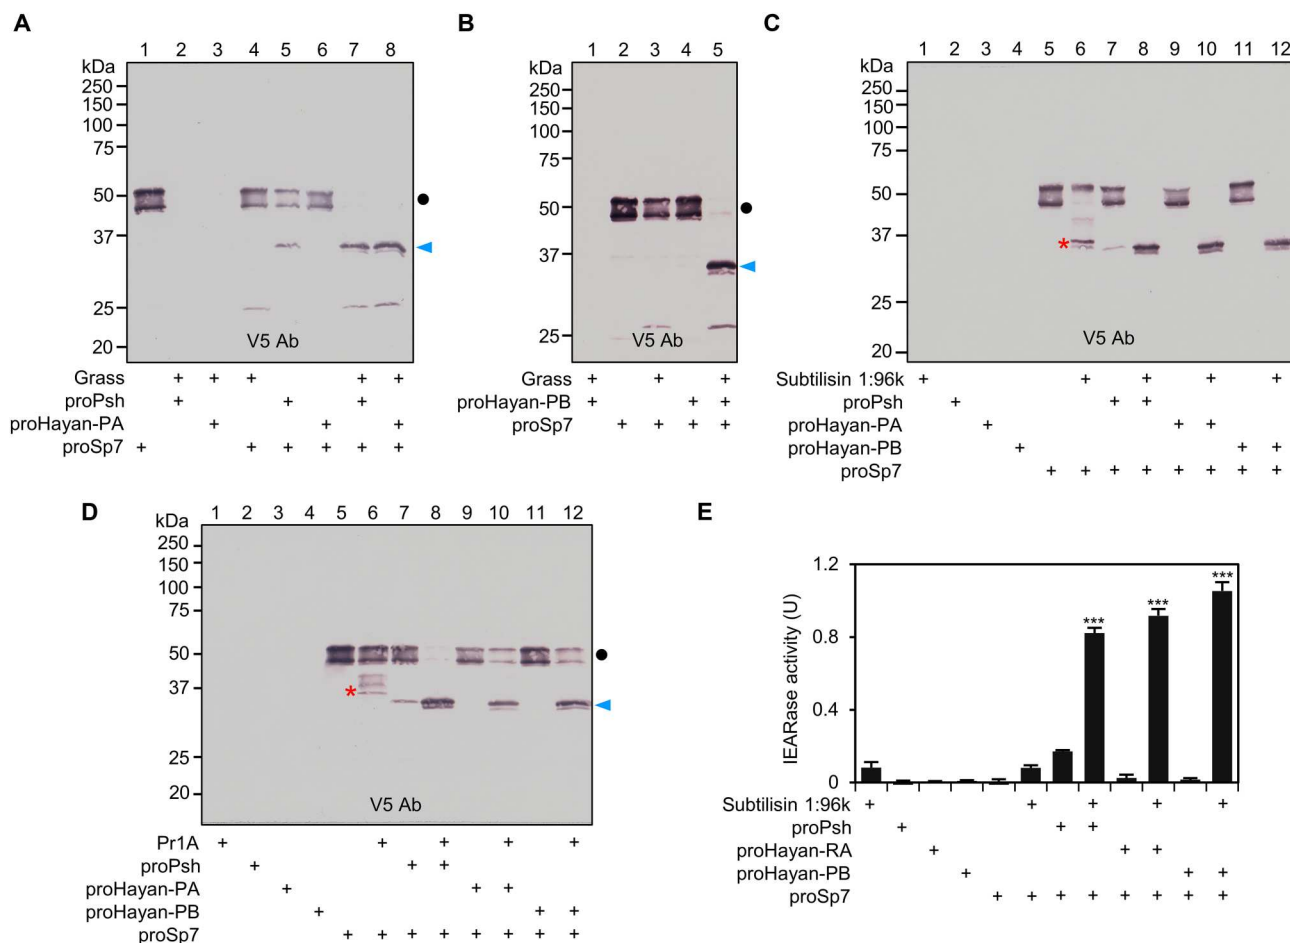 A
1 2 3 4 5 6 7 8
kDa
250
150
100
75
50
37
25
20
V5 Ab
Grass + + + + +
proPsh + + +
proHayan-PA + + +
proSp7 + + + + + +
B
1 2 3 4 5
kDa
250
150
100
75
50
37
25
V5 Ab
Grass + + +
proHayan-PB + + +
proSp7 + + + +
C
1 2 3 4 5 6 7 8 9 10 11 12
kDa
250
150
100
75
50
37
*
25
20
V5 Ab
Subtilisin 1:96k + + + + +
proPsh + + +
proHayan-PA + + +
proHayan-PB + + +
proSp7 + + + + + + + +
D
1 2 3 4 5 6 7 8 9 10 11 12
kDa
250
150
100
75
50
37
*
25
20
V5 Ab
Pr1A + + + + +
proPsh + + +
proHayan-PA + + +
proHayan-PB + + +
proSp7 + + + + + + + +
E
IEARase activity (U)
1.2
0.8
0.4
0
*** *** ***
Subtilisin 1:96k + + + + +
proPsh + + +
proHayan-RA + + +
proHayan-PB + + +
proSp7 + + + + + + + +